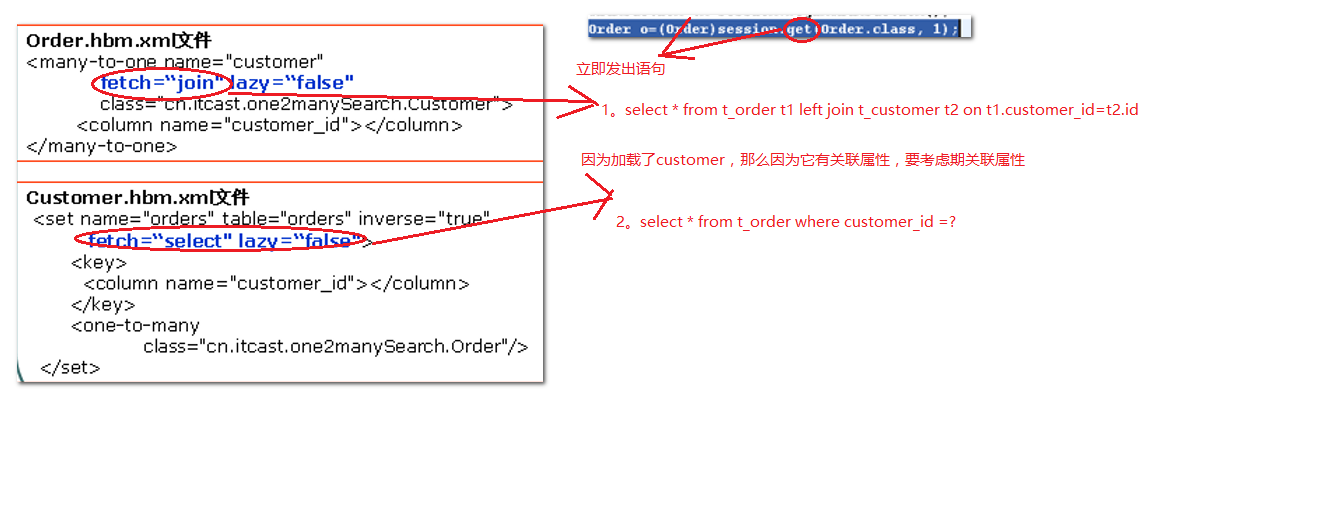 Order.hbm.xml文件
<many-to-one name="customer"
fetch=“join" lazy=“false"
class="cn.itcast.one2manySearch.Customer">
<column name="customer_id"></column>
</many-to-one>
Customer.hbm.xml文件
<set name="orders" table="orders" inverse="true"
fetch=“select" lazy=“false">
<key>
<column name="customer_id"></column>
</key>
<one-to-many
class="cn.itcast.one2manySearch.Order"/>
</set>
Order o=(Order)session.get(Order.class, 1);
立即发出语句
1。select * from t_order t1 left join t_customer t2 on t1.customer_id=t2.id
因为加载了customer，那么因为它有关联属性，要考虑期关联属性
2。select * from t_order where customer_id =?